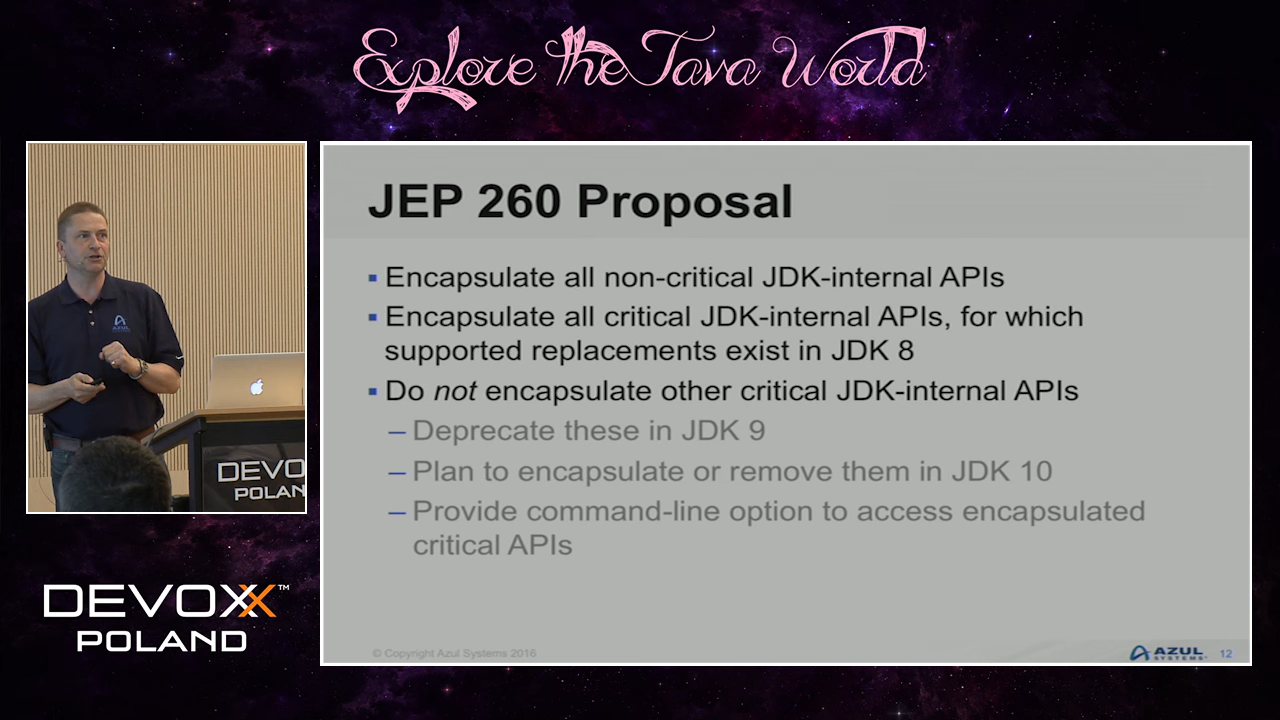 Explore the Java World
JEP 260 Proposal
▪ Encapsulate all non-critical JDK-internal APIs
▪ Encapsulate all critical JDK-internal APIs, for which
supported replacements exist in JDK 8
▪ Do not encapsulate other critical JDK-internal APIs
– Deprecate these in JDK 9
– Plan to encapsulate or remove them in JDK 10
– Provide command-line option to access encapsulated
critical APIs
© Copyright Azul Systems 2016
AZUL
SYSTEMS
12
AZUL
DEVO
POLAN
DEVOXX™
POLAND